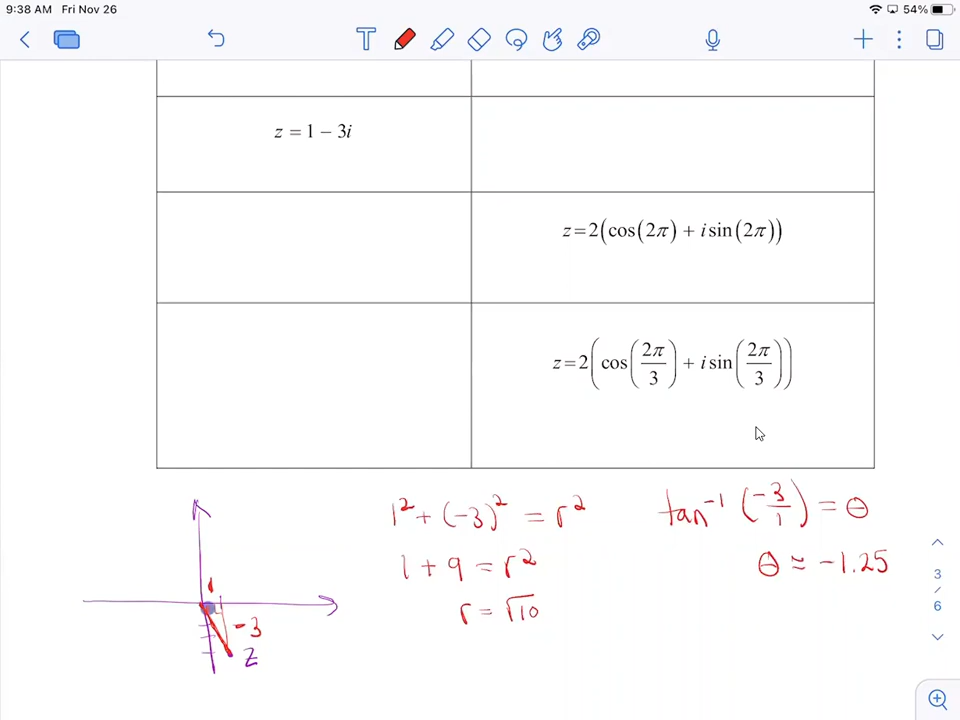 9:38 AM Fri Nov 26 54%
T
z = 1 − 3i
z=2(cos(2π) + i sin(2π))
z=2(cos(2π/3) + i sin(2π/3))
1² + (-3)² = r²
1 + 9 = r²
r = √10
tan⁻¹ (-3/1) = θ
θ ≈ -1.25
1
-3
z
3
/
6